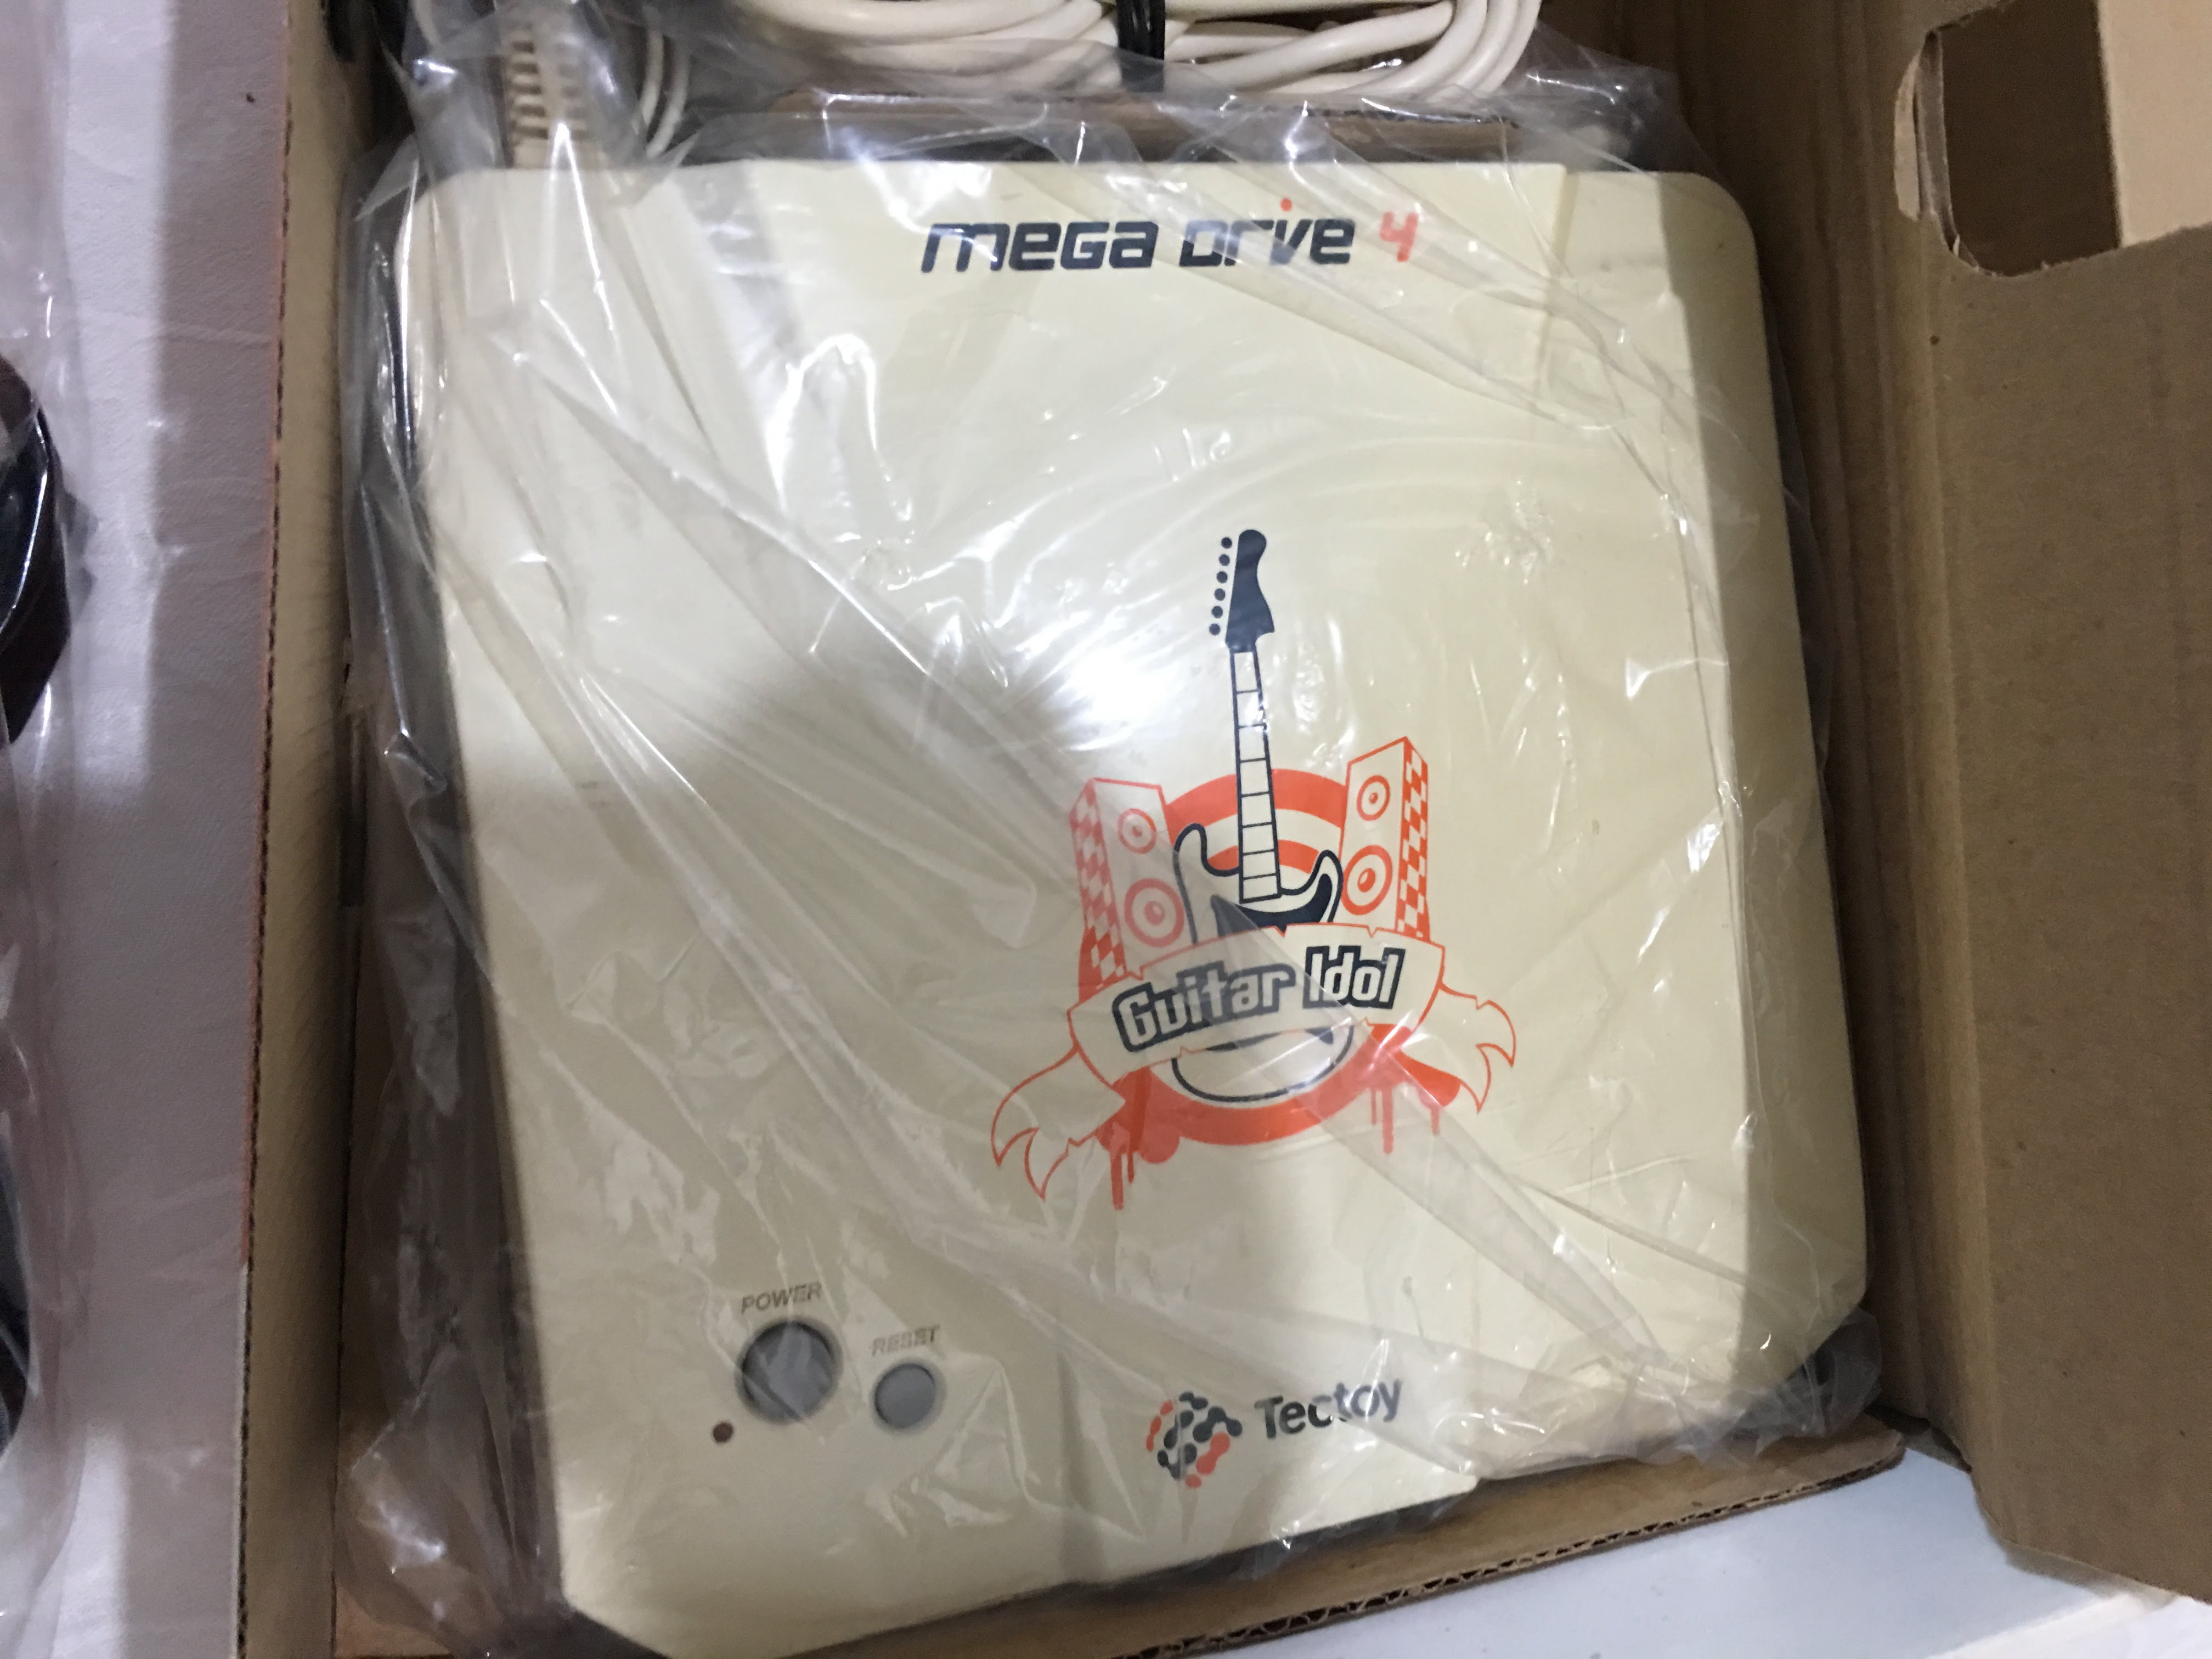 mega drive 4
Guitar Idol
POWER
RESET
Tectoy